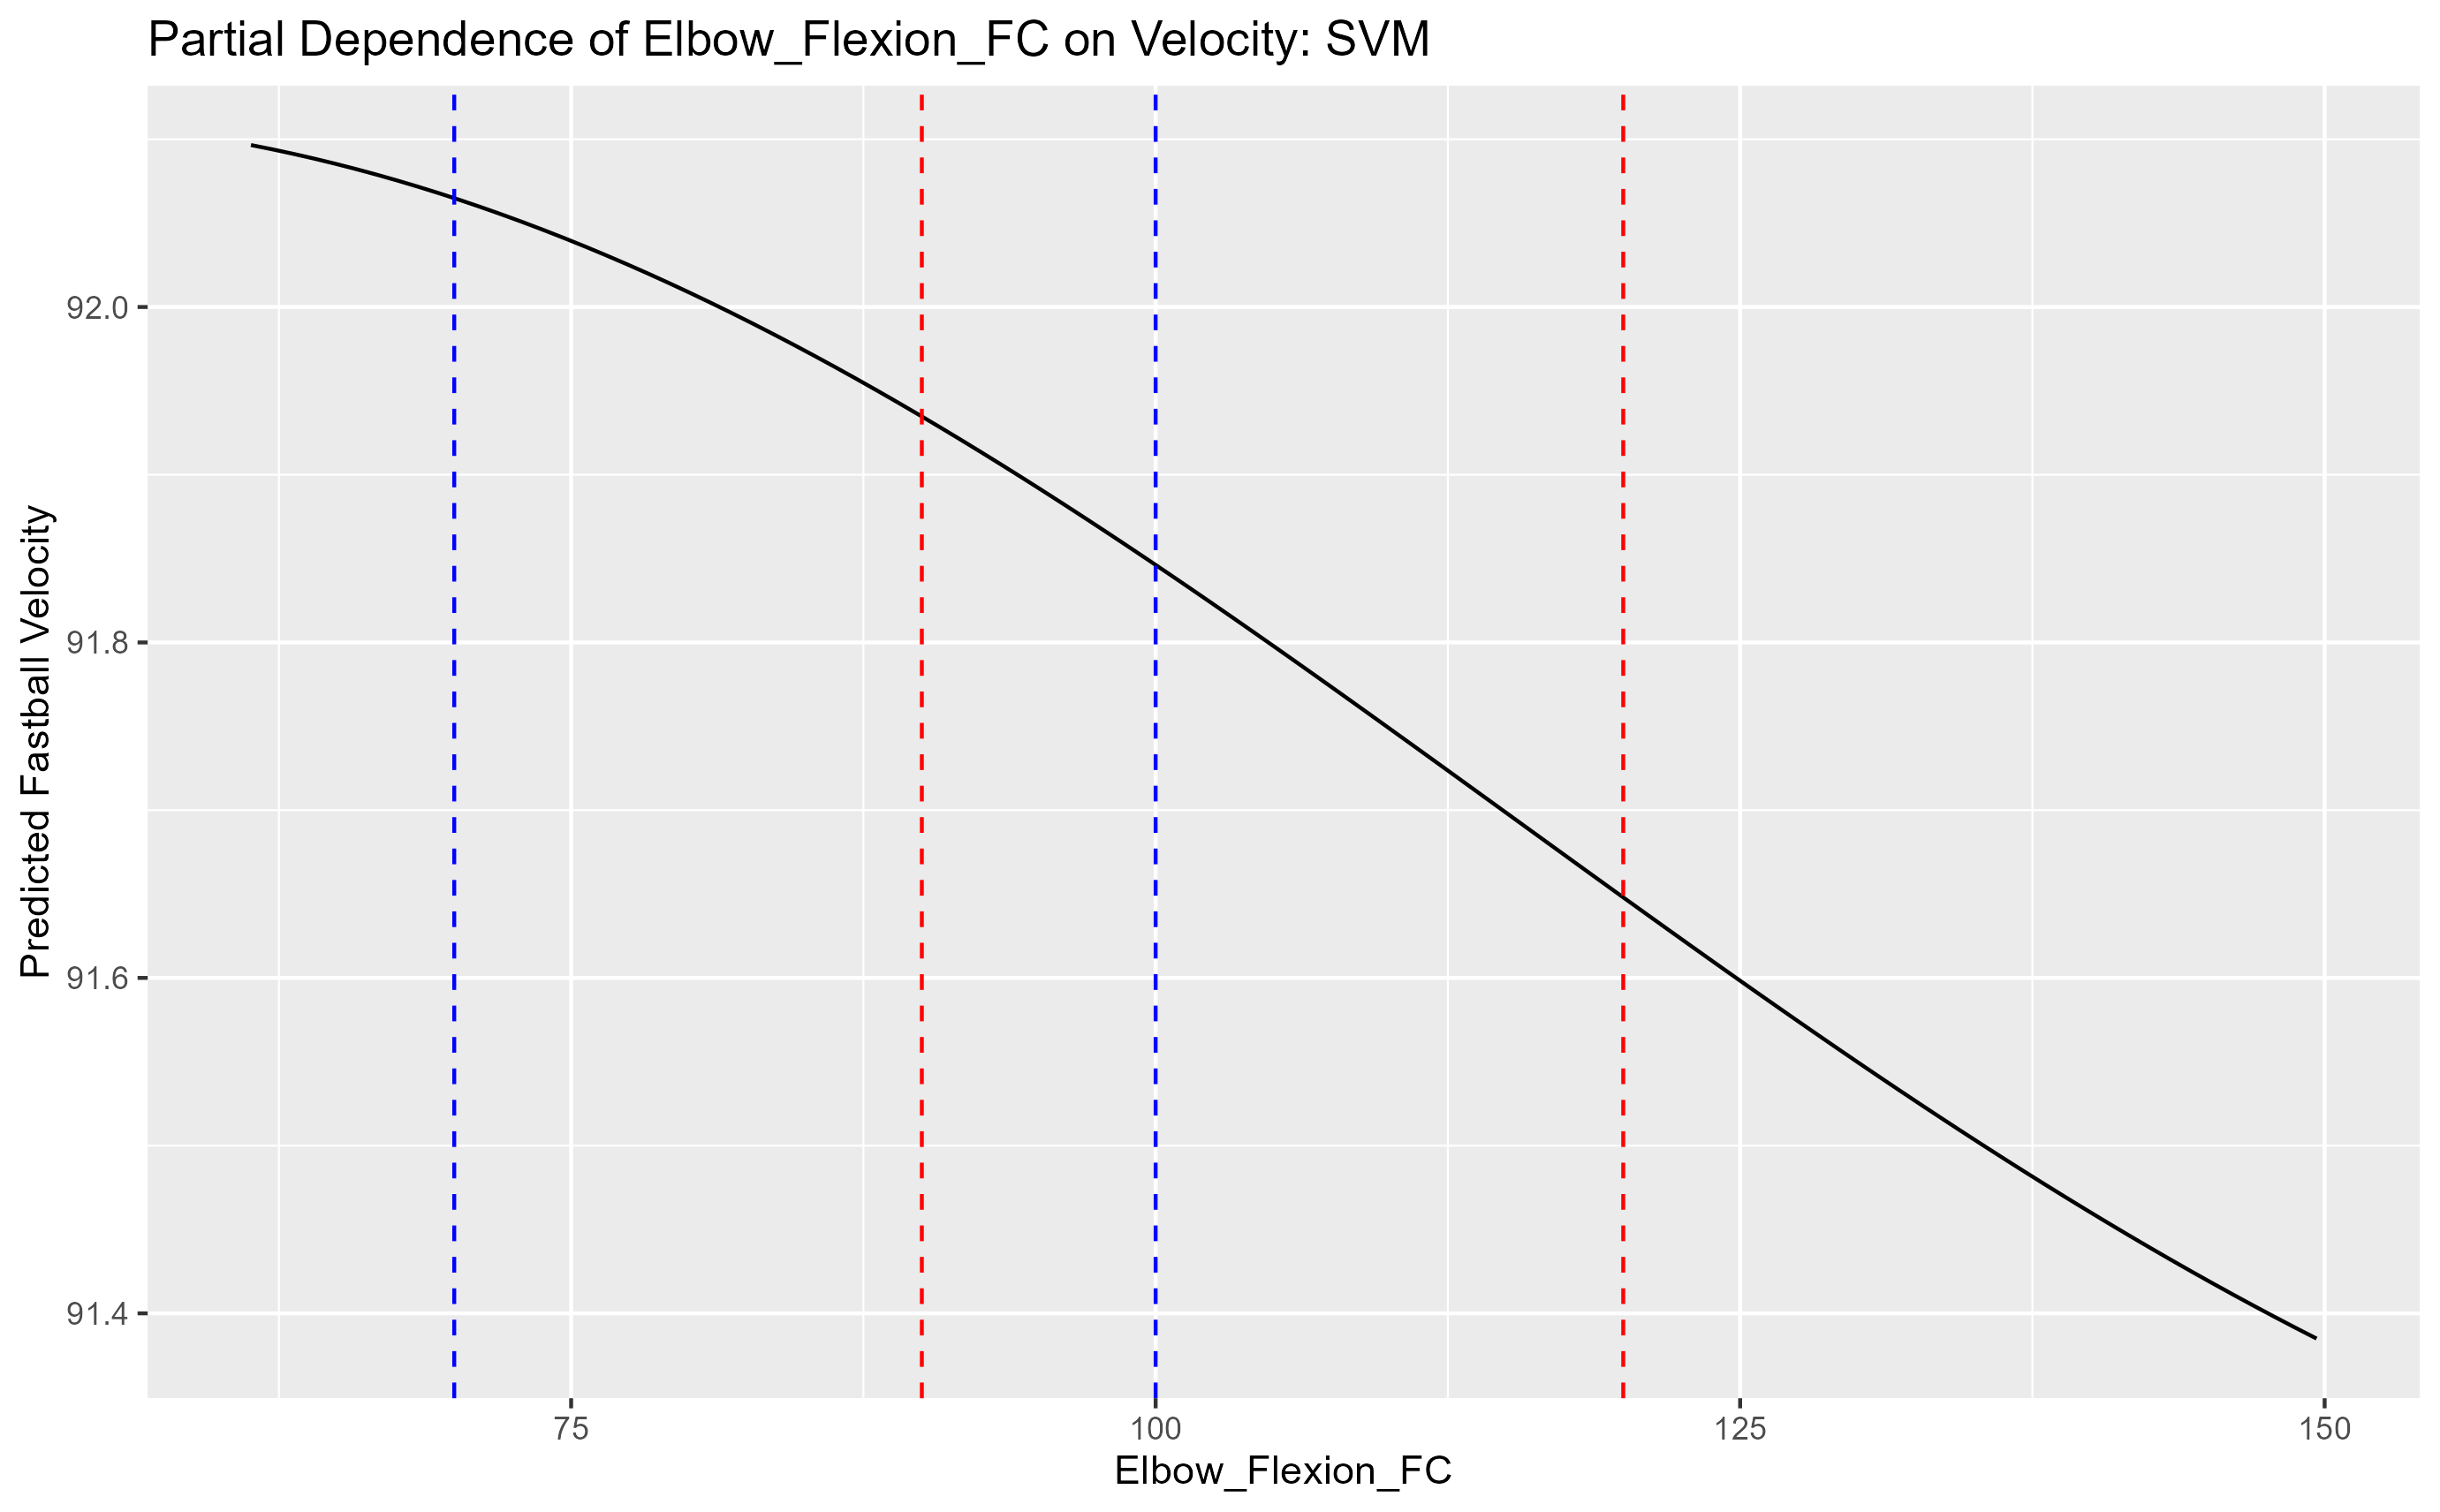 Partial Dependence of Elbow_Flexion_FC on Velocity: SVM
Predicted Fastball Velocity
92.0
91.8
91.6
91.4
75
100
125
150
Elbow_Flexion_FC